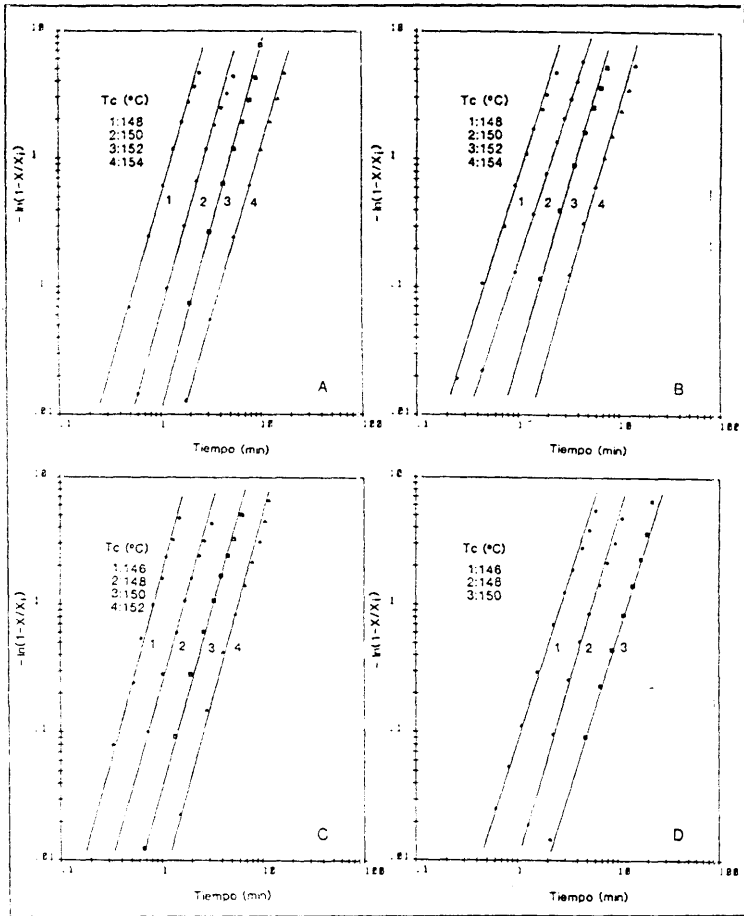 10
10
- ln(1-X/Xi)
- ln(1-X/Xi)
Tc (ºC)
1:148
2:150
3:152
4:154
Tc (ºC)
1:148
2:150
3:152
4:154
1
1
1 2 3 4
1 2 3 4
.1
.1
A
B
.01
.01
.1 1 10 100
.1 1 10 100
Tiempo (min)
Tiempo (min)
10
10
- ln(1-X/Xi)
- ln(1-X/Xi)
Tc (ºC)
1:146
2:148
3:150
4:152
Tc (ºC)
1:146
2:148
3:150
1
1
1 2 3 4
1 2 3
.1
.1
C
D
.01
.01
.1 1 10 100
.1 1 10 100
Tiempo (min)
Tiempo (min)